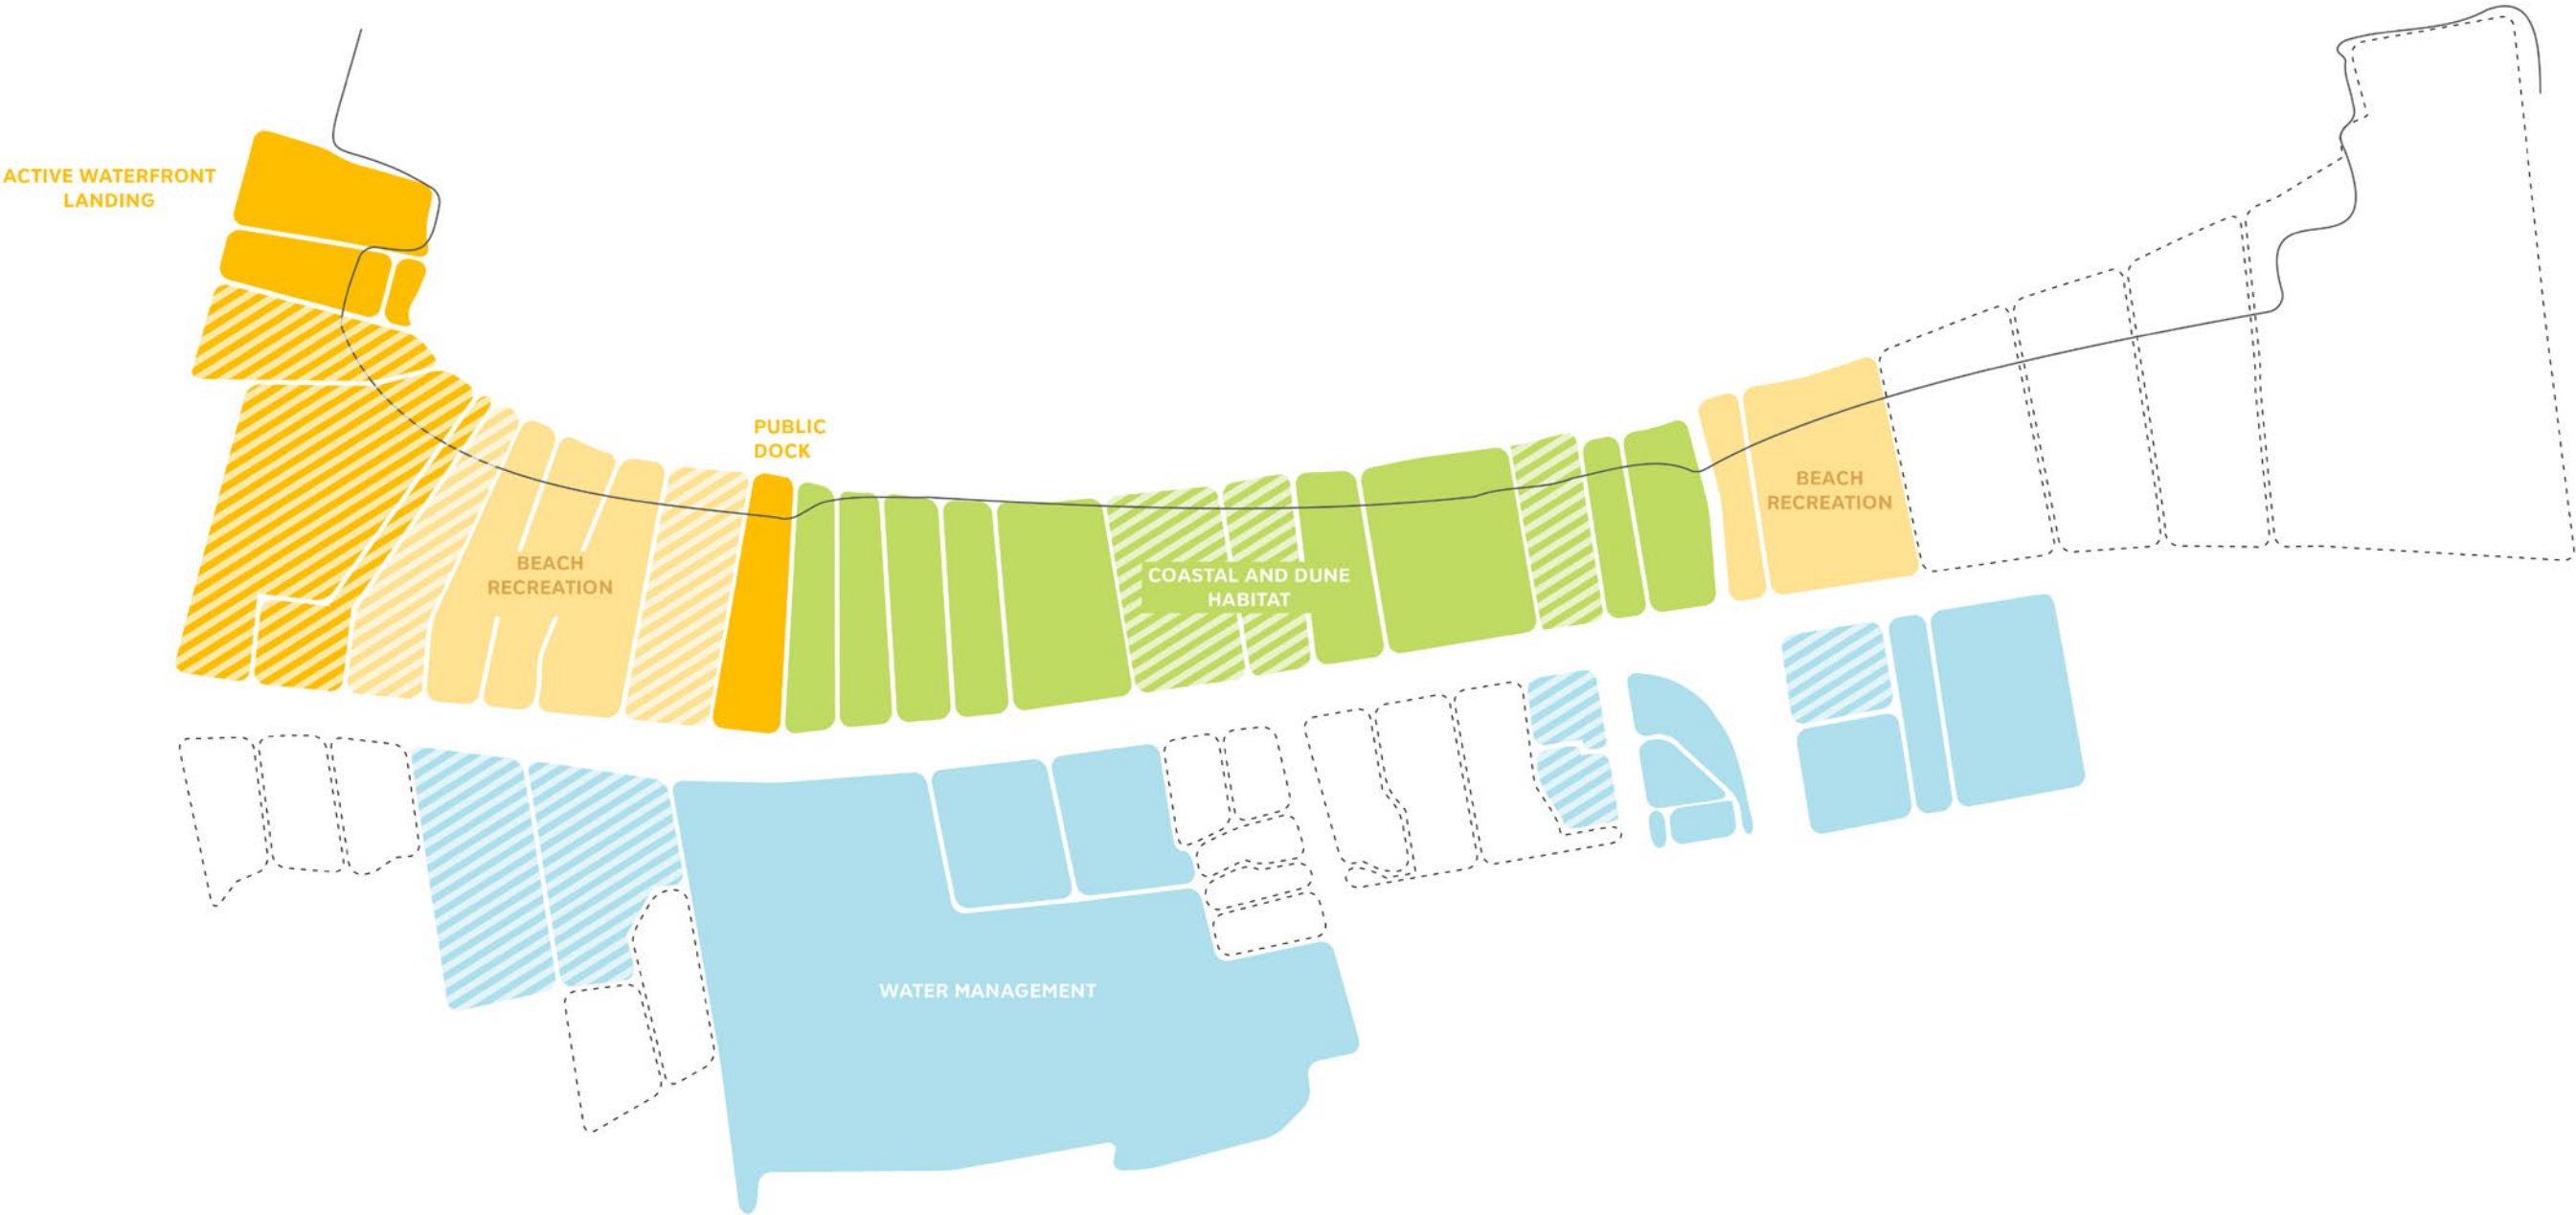 ACTIVE WATERFRONT
LANDING
PUBLIC
DOCK
BEACH
RECREATION
BEACH
RECREATION
COASTAL AND DUNE
HABITAT
WATER MANAGEMENT